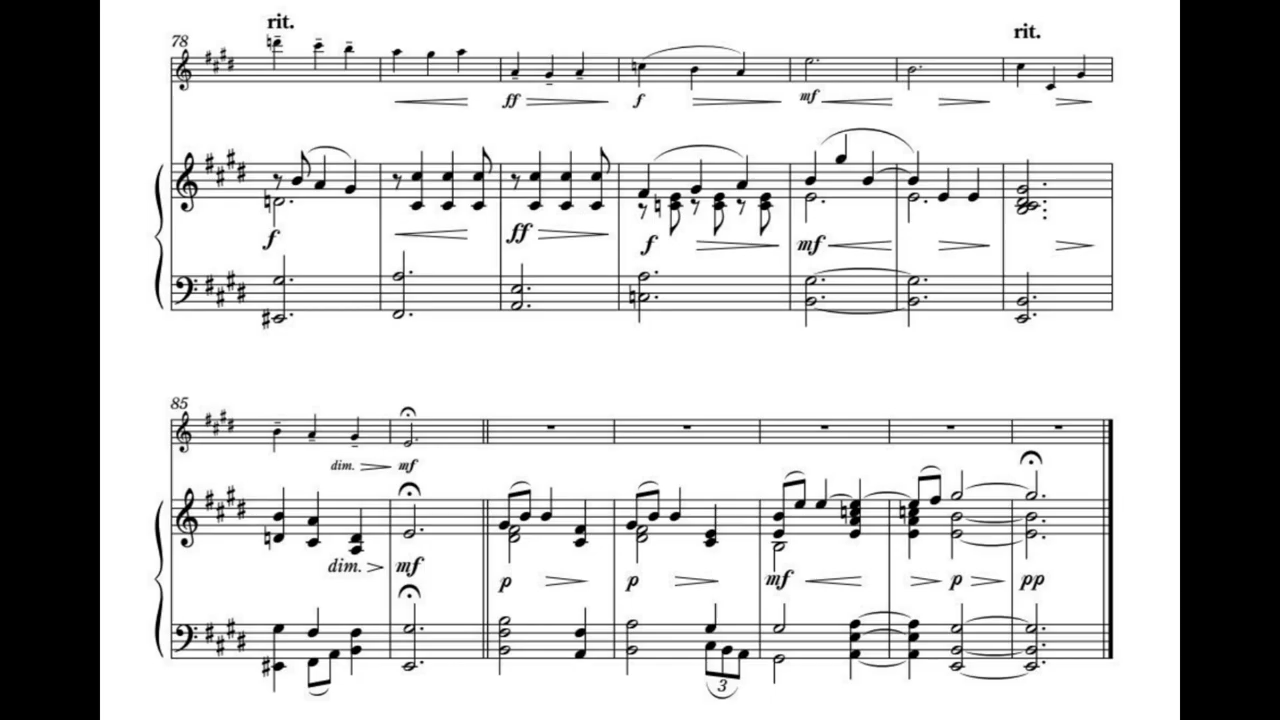 rit.
rit.
78
ff f mf
f ff f mf
85
dim. mf
dim. mf
p p mf p pp
3